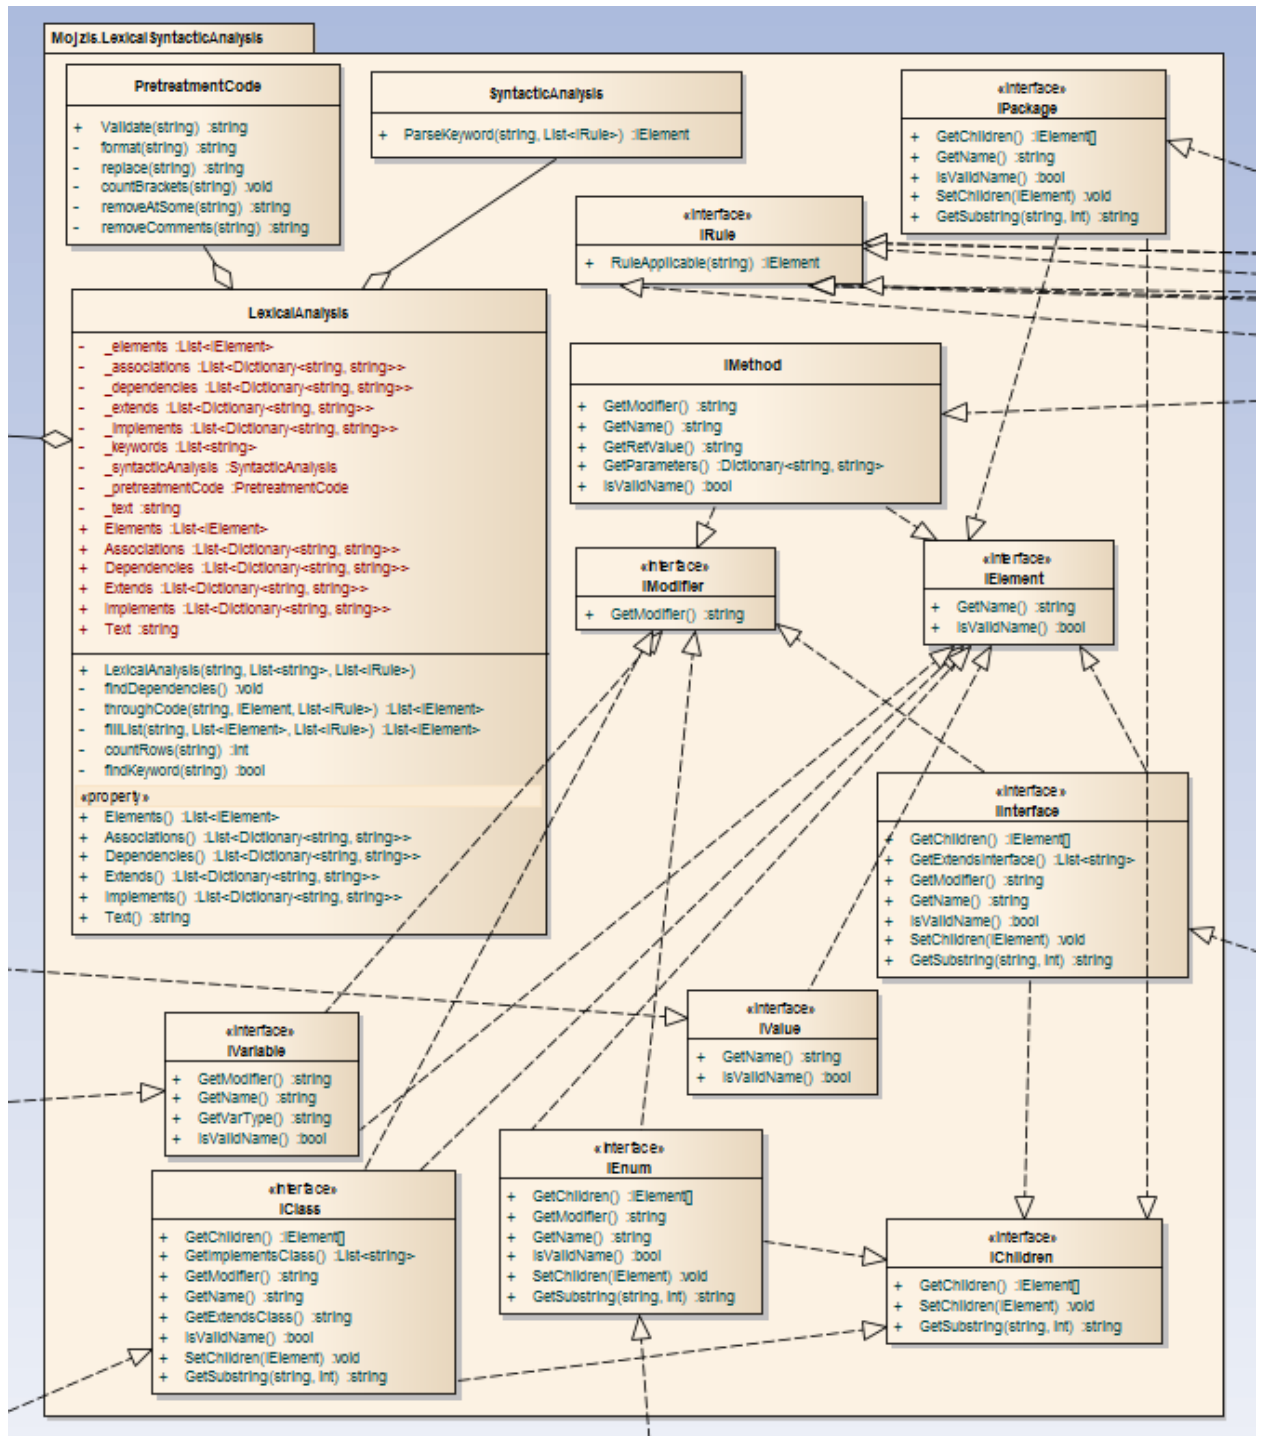 Mojzis.LexicalSyntacticAnalysis
PretreatmentCode
+ Validate(string) :string
- format(string) :string
- replace(string) :string
- countBrackets(string) :void
- removeAtSome(string) :string
- removeComments(string) :string
SyntacticAnalysis
+ ParseKeyword(string, List<IRule>) :IElement
«interface»
IPackage
+ GetChildren() :IElement[]
+ GetName() :string
+ IsValidName() :bool
+ SetChildren(IElement) :void
+ GetSubstring(string, int) :string
«interface»
IRule
+ RuleApplicable(string) :IElement
LexicalAnalysis
- _elements :List<IElement>
- _associations :List<Dictionary<string, string>>
- _dependencies :List<Dictionary<string, string>>
- _extends :List<Dictionary<string, string>>
- _implements :List<Dictionary<string, string>>
- _keywords :List<string>
- _syntacticAnalysis :SyntacticAnalysis
- _pretreatmentCode :PretreatmentCode
- _text :string
+ Elements :List<IElement>
+ Associations :List<Dictionary<string, string>>
+ Dependencies :List<Dictionary<string, string>>
+ Extends :List<Dictionary<string, string>>
+ Implements :List<Dictionary<string, string>>
+ Text :string
+ LexicalAnalysis(string, List<string>, List<IRule>)
- findDependencies() :void
- throughCode(string, IElement, List<IRule>) :List<IElement>
- fillList(string, List<IElement>, List<IRule>) :List<IElement>
- countRows(string) :int
- findKeyword(string) :bool
«property»
+ Elements() :List<IElement>
+ Associations() :List<Dictionary<string, string>>
+ Dependencies() :List<Dictionary<string, string>>
+ Extends() :List<Dictionary<string, string>>
+ Implements() :List<Dictionary<string, string>>
+ Text() :string
IMethod
+ GetModifier() :string
+ GetName() :string
+ GetRetValue() :string
+ GetParameters() :Dictionary<string, string>
+ IsValidName() :bool
«interface»
IModifier
+ GetModifier() :string
«interface»
IElement
+ GetName() :string
+ IsValidName() :bool
«interface»
IInterface
+ GetChildren() :IElement[]
+ GetExtendsInterface() :List<string>
+ GetModifier() :string
+ GetName() :string
+ IsValidName() :bool
+ SetChildren(IElement) :void
+ GetSubstring(string, int) :string
«interface»
IValue
+ GetName() :string
+ IsValidName() :bool
«interface»
IVariable
+ GetModifier() :string
+ GetName() :string
+ GetVarType() :string
+ IsValidName() :bool
«interface»
IEnum
+ GetChildren() :IElement[]
+ GetModifier() :string
+ GetName() :string
+ IsValidName() :bool
+ SetChildren(IElement) :void
+ GetSubstring(string, int) :string
«interface»
IClass
+ GetChildren() :IElement[]
+ GetImplementsClass() :List<string>
+ GetModifier() :string
+ GetName() :string
+ GetExtendsClass() :string
+ IsValidName() :bool
+ SetChildren(IElement) :void
+ GetSubstring(string, int) :string
«interface»
IChildren
+ GetChildren() :IElement[]
+ SetChildren(IElement) :void
+ GetSubstring(string, int) :string